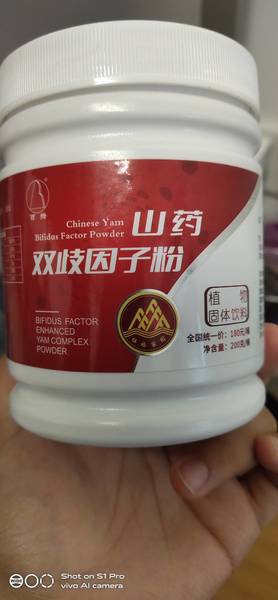 Chinese Yam
Bifidus Factor Powder
山药
双歧因子粉
植物
固体饮料
全国统一价：180元/桶
净含量：200克/桶
BIFIDUS FACTOR
ENHANCED
YAM COMPLEX
POWDER
Shot on S1 Pro
vivo AI camera